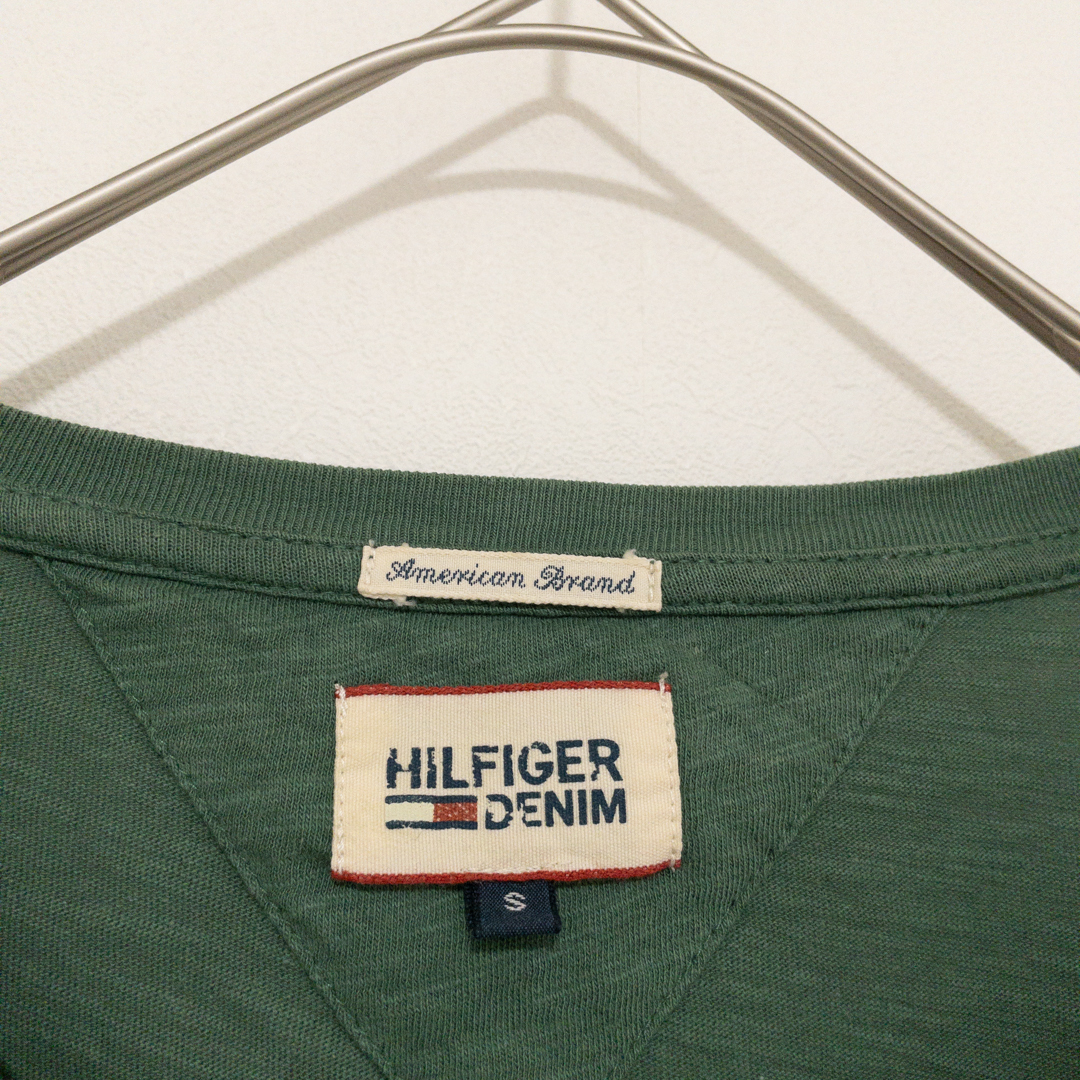 American Brand
HILFIGER
DENIM
S